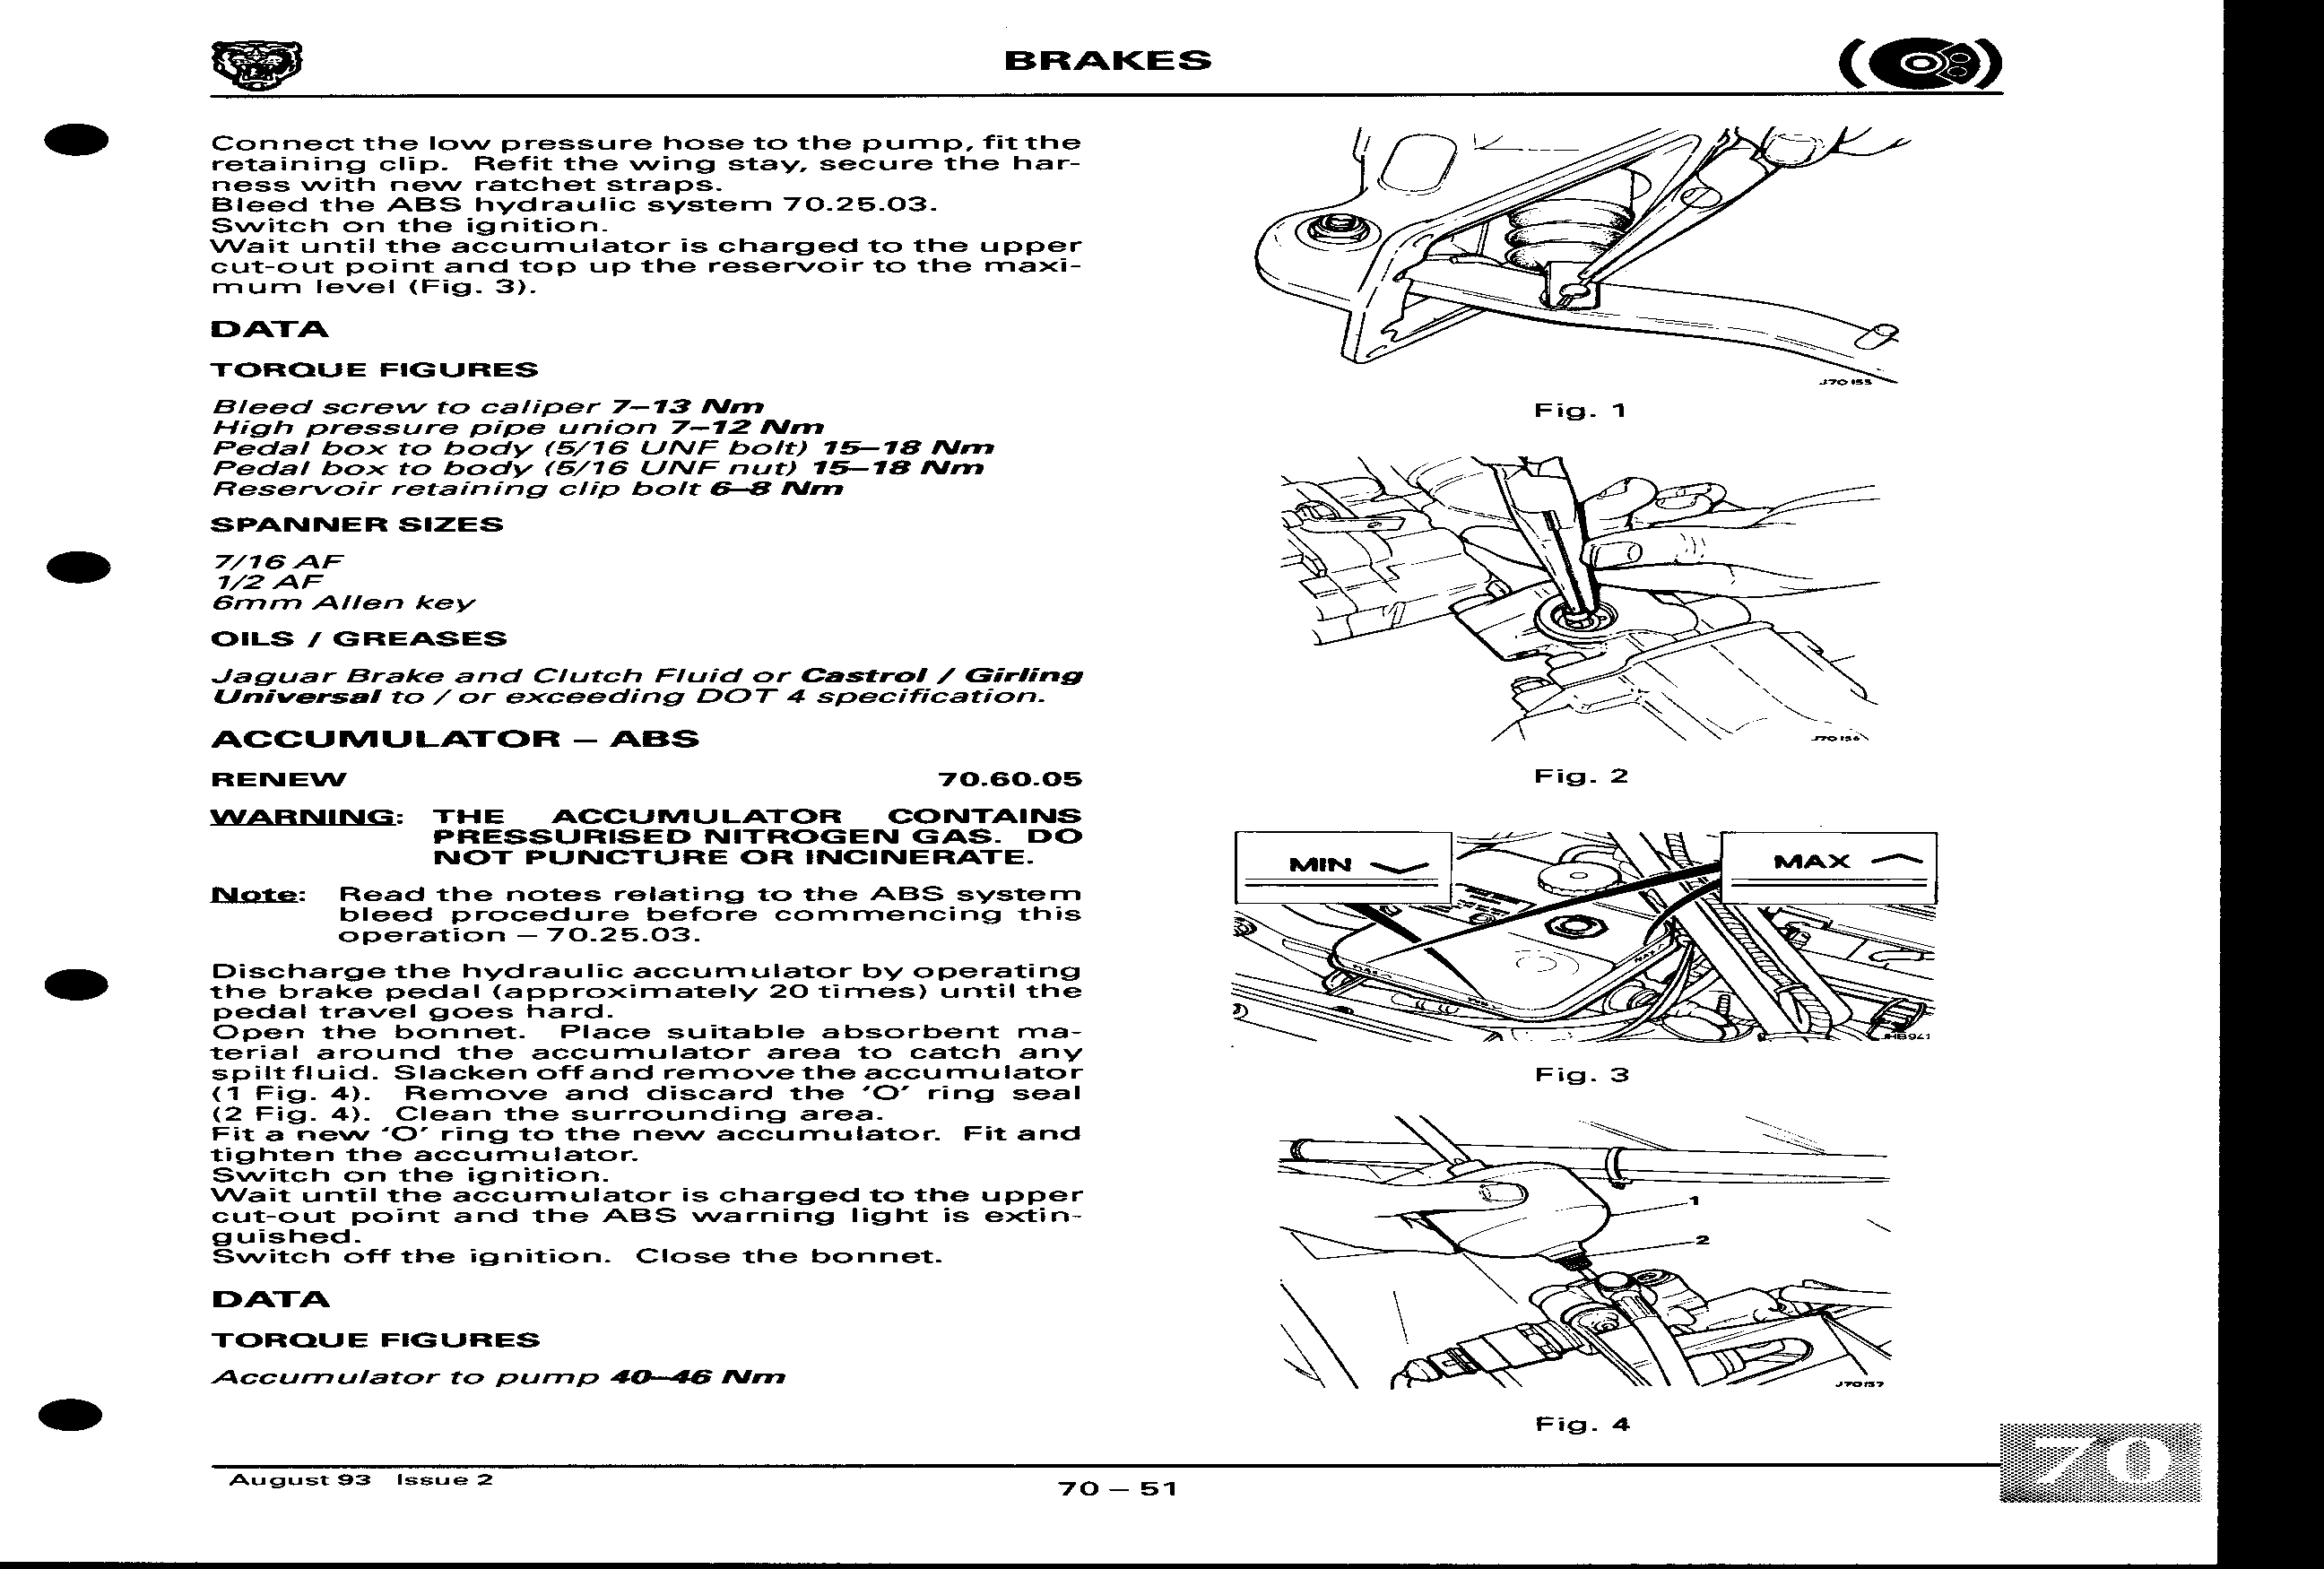 BRAKES
Connect the low pressure hose to the pump, fit the
retaining clip. Refit the wing stay, secure the har-
ness with new ratchet straps.
Bleed the ABS hydraulic system 70.25.03.
Switch on the ignition.
Wait until the accumulator is charged to the upper
cut-out point and top up the reservoir to the maxi-
mum level (Fig. 3).
DATA
TORQUE FIGURES
Bleed screw to caliper 7–13 Nm
High pressure pipe union 7–12 Nm
Pedal box to body (5/16 UNF bolt) 15–18 Nm
Pedal box to body (5/16 UNF nut) 15–18 Nm
Reservoir retaining clip bolt 6–8 Nm
SPANNER SIZES
7/16 AF
1/2 AF
6mm Allen key
OILS / GREASES
Jaguar Brake and Clutch Fluid or Castrol / Girling
Universal to / or exceeding DOT 4 specification.
ACCUMULATOR – ABS
RENEW 70.60.05
WARNING: THE ACCUMULATOR CONTAINS
PRESSURISED NITROGEN GAS. DO
NOT PUNCTURE OR INCINERATE.
Note: Read the notes relating to the ABS system
bleed procedure before commencing this
operation – 70.25.03.
Discharge the hydraulic accumulator by operating
the brake pedal (approximately 20 times) until the
pedal travel goes hard.
Open the bonnet. Place suitable absorbent ma-
terial around the accumulator area to catch any
spilt fluid. Slacken off and remove the accumulator
(1 Fig. 4). Remove and discard the ‘O’ ring seal
(2 Fig. 4). Clean the surrounding area.
Fit a new ‘O’ ring to the new accumulator. Fit and
tighten the accumulator.
Switch on the ignition.
Wait until the accumulator is charged to the upper
cut-out point and the ABS warning light is extin-
guished.
Switch off the ignition. Close the bonnet.
DATA
TORQUE FIGURES
Accumulator to pump 40–46 Nm
J70 155
Fig. 1
J70 156
Fig. 2
MIN
MAX
MAX
JHB941
Fig. 3
1
2
J70157
Fig. 4
August 93 Issue 2
70 – 51
70